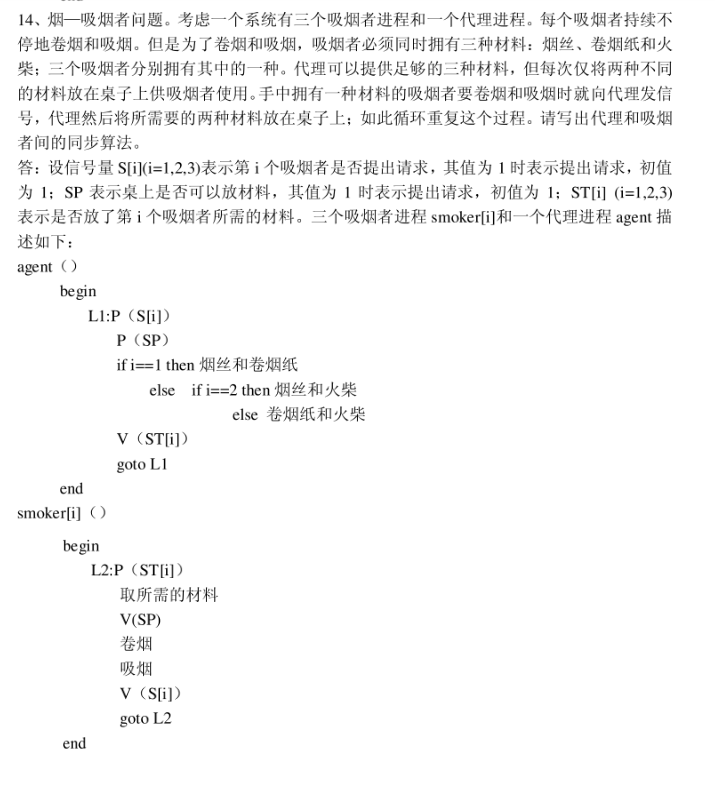 14、烟—吸烟者问题。考虑一个系统有三个吸烟者进程和一个代理进程。每个吸烟者持续不
停地卷烟和吸烟。但是为了卷烟和吸烟，吸烟者必须同时拥有三种材料：烟丝、卷烟纸和火
柴；三个吸烟者分别拥有其中的一种。代理可以提供足够的三种材料，但每次仅将两种不同
的材料放在桌子上供吸烟者使用。手中拥有一种材料的吸烟者要卷烟和吸烟时就向代理发信
号，代理然后将所需要的两种材料放在桌子上；如此循环重复这个过程。请写出代理和吸烟
者间的同步算法。
答：设信号量 S[i](i=1,2,3)表示第 i 个吸烟者是否提出请求，其值为 1 时表示提出请求，初值
为 1；SP 表示桌上是否可以放材料，其值为 1 时表示提出请求，初值为 1；ST[i] (i=1,2,3)
表示是否放了第 i 个吸烟者所需的材料。三个吸烟者进程 smoker[i]和一个代理进程 agent 描
述如下：
agent（）
begin
L1:P（S[i]）
P（SP）
if i==1 then 烟丝和卷烟纸
else if i==2 then 烟丝和火柴
else 卷烟纸和火柴
V（ST[i]）
goto L1
end
smoker[i]（）
begin
L2:P（ST[i]）
取所需的材料
V(SP)
卷烟
吸烟
V（S[i]）
goto L2
end